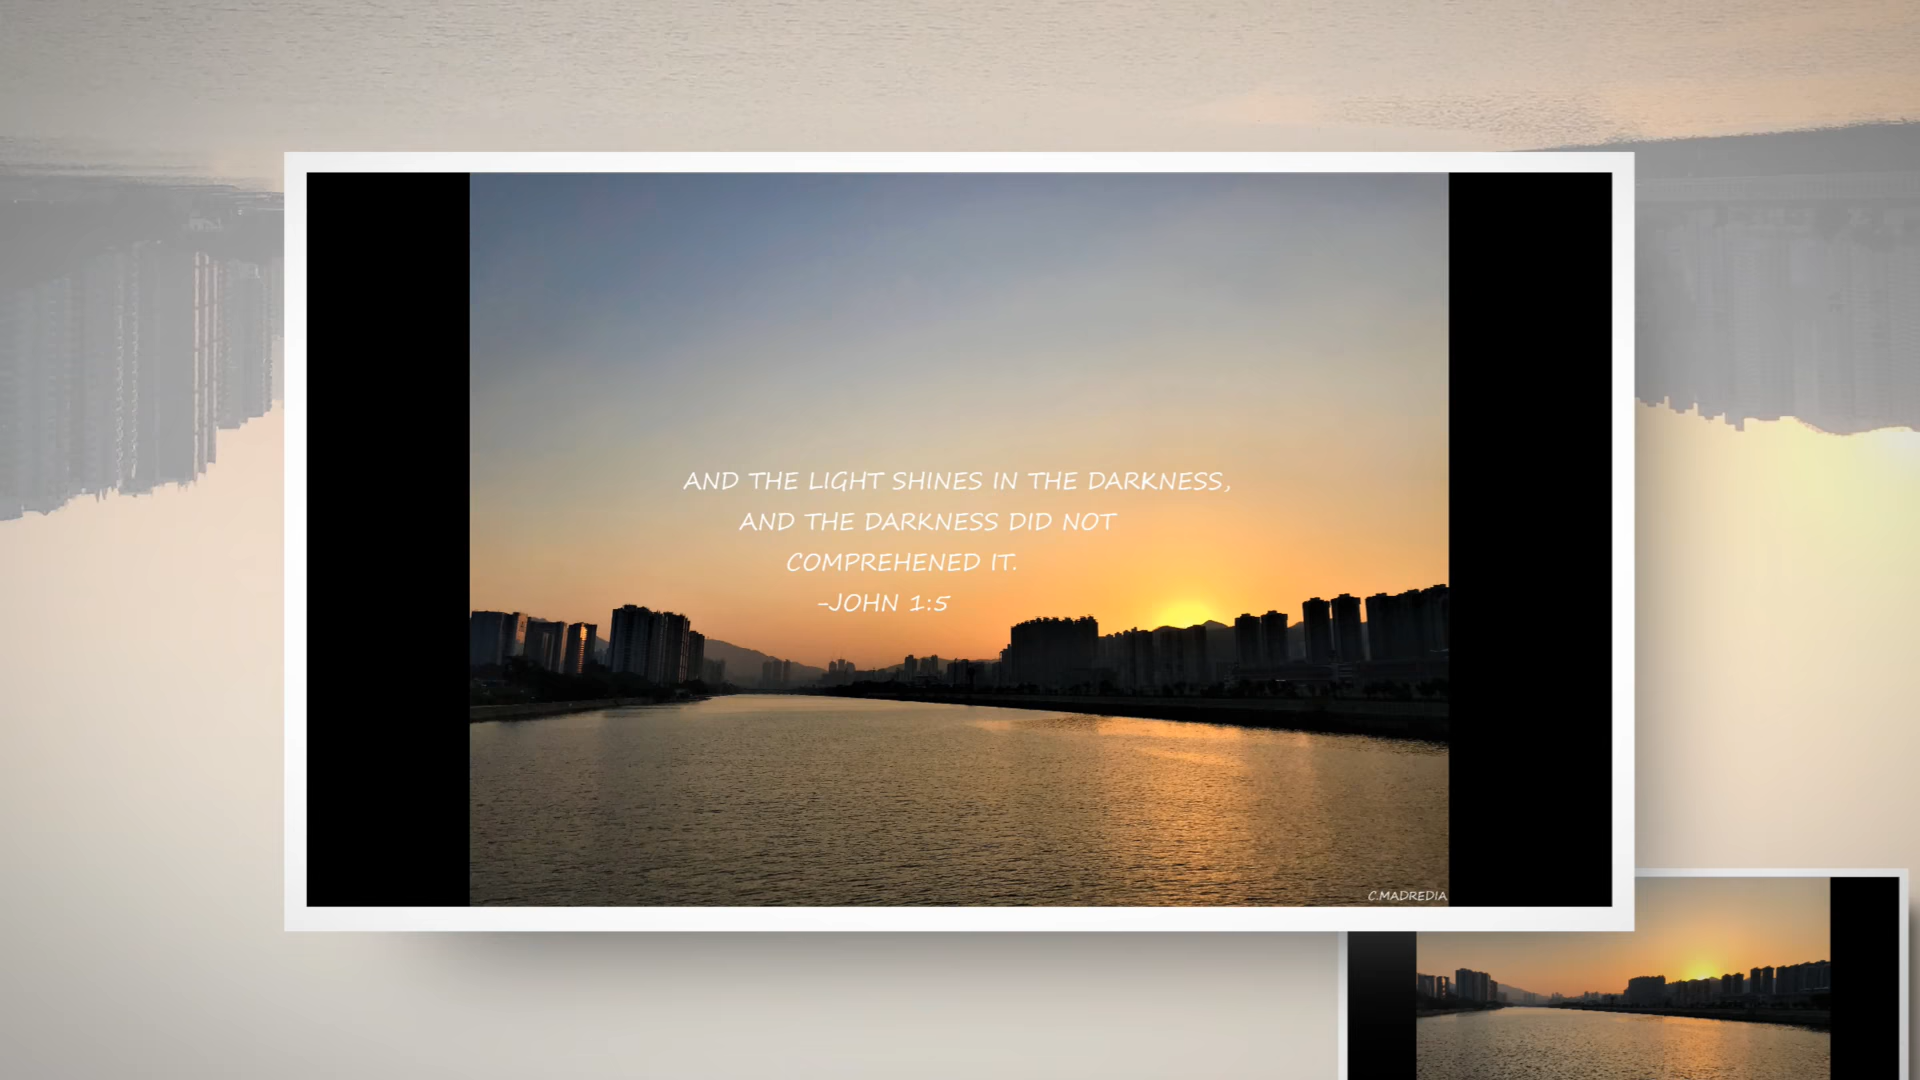 AND THE LIGHT SHINES IN THE DARKNESS,
AND THE DARKNESS DID NOT
COMPREHENED IT.
-JOHN 1:5
C.MADREDIA